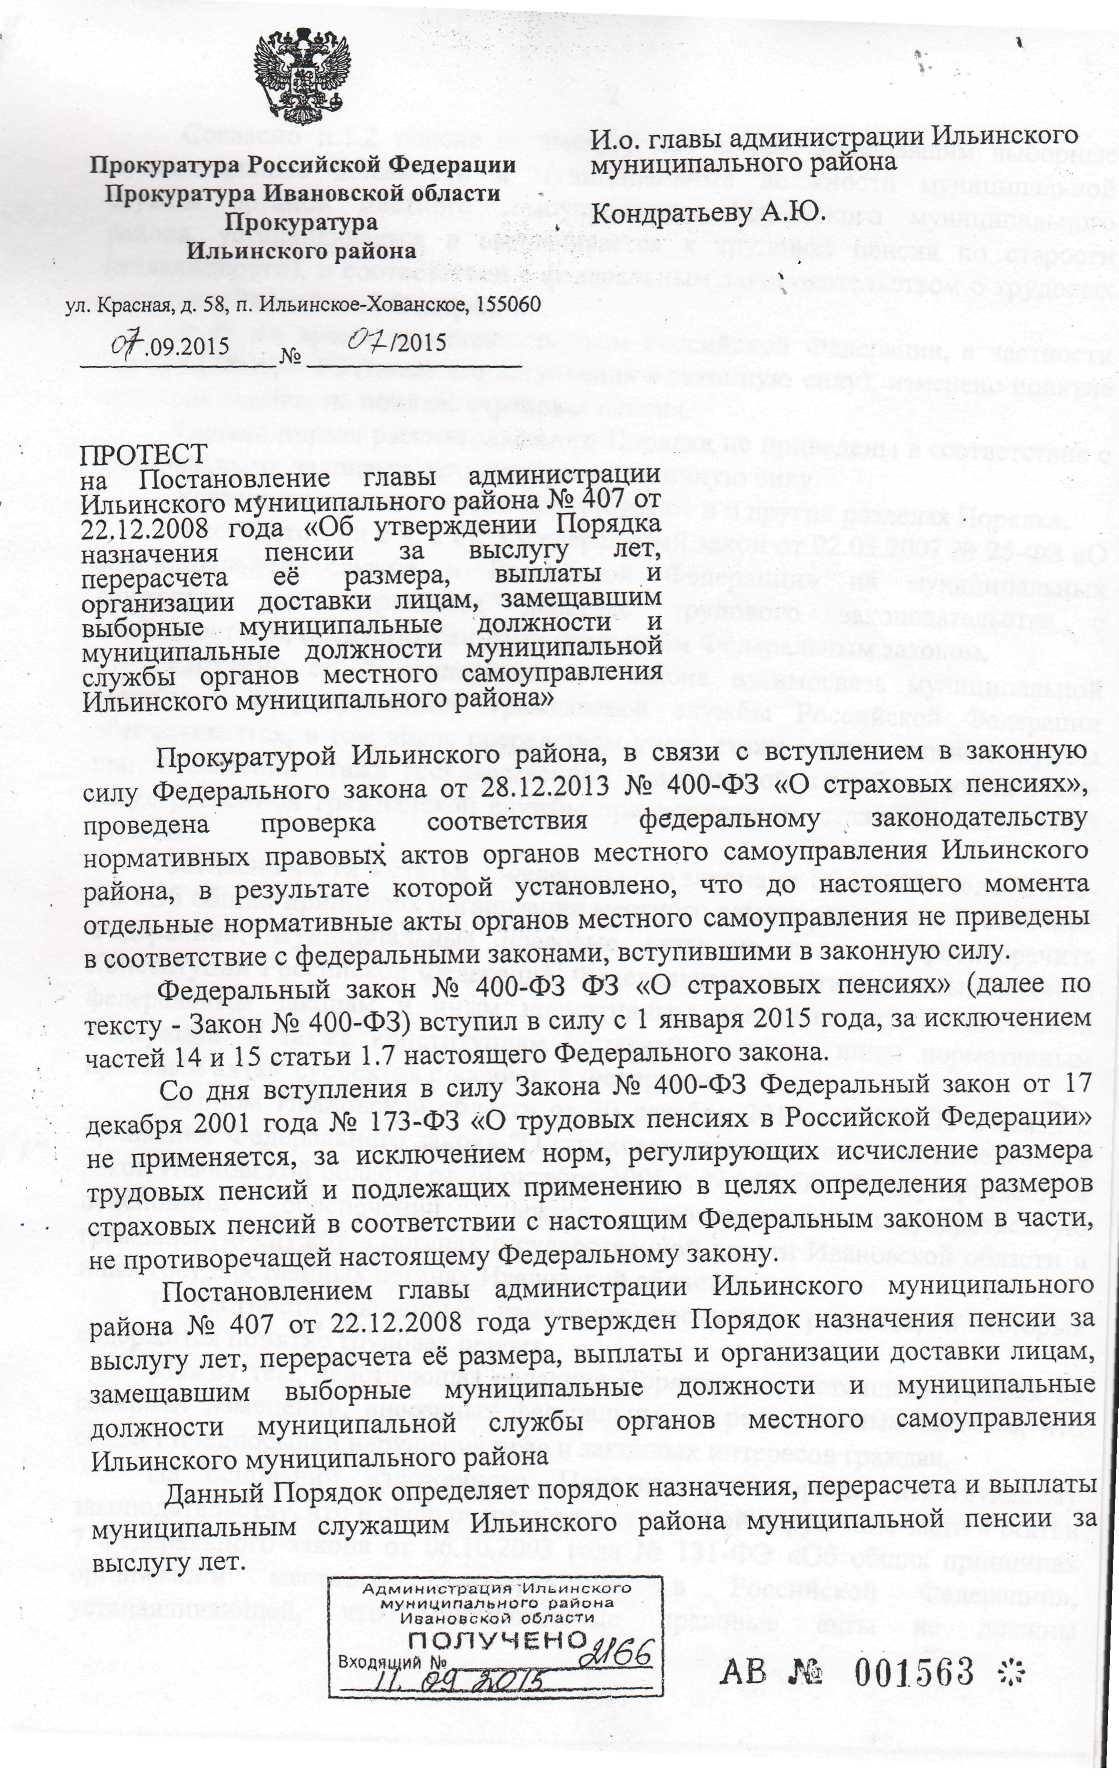 Прокуратура Российской Федерации
Прокуратура Ивановской области
Прокуратура
Ильинского района
ул. Красная, д. 58, п. Ильинское-Хованское, 155060
07.09.2015 № 07/2015
И.о. главы администрации Ильинского
муниципального района
Кондратьеву А.Ю.
ПРОТЕСТ
на Постановление главы администрации
Ильинского муниципального района № 407 от
22.12.2008 года «Об утверждении Порядка
назначения пенсии за выслугу лет,
перерасчета её размера, выплаты и
организации доставки лицам, замещавшим
выборные муниципальные должности и
муниципальные должности муниципальной
службы органов местного самоуправления
Ильинского муниципального района»
Прокуратурой Ильинского района, в связи с вступлением в законную
силу Федерального закона от 28.12.2013 № 400-ФЗ «О страховых пенсиях»,
проведена проверка соответствия федеральному законодательству
нормативных правовых актов органов местного самоуправления Ильинского
района, в результате которой установлено, что до настоящего момента
отдельные нормативные акты органов местного самоуправления не приведены
в соответствие с федеральными законами, вступившими в законную силу.
Федеральный закон № 400-ФЗ ФЗ «О страховых пенсиях» (далее по
тексту - Закон № 400-ФЗ) вступил в силу с 1 января 2015 года, за исключением
частей 14 и 15 статьи 1.7 настоящего Федерального закона.
Со дня вступления в силу Закона № 400-ФЗ Федеральный закон от 17
декабря 2001 года № 173-ФЗ «О трудовых пенсиях в Российской Федерации»
не применяется, за исключением норм, регулирующих исчисление размера
трудовых пенсий и подлежащих применению в целях определения размеров
страховых пенсий в соответствии с настоящим Федеральным законом в части,
не противоречащей настоящему Федеральному закону.
Постановлением главы администрации Ильинского муниципального
района № 407 от 22.12.2008 года утвержден Порядок назначения пенсии за
выслугу лет, перерасчета её размера, выплаты и организации доставки лицам,
замещавшим выборные муниципальные должности и муниципальные
должности муниципальной службы органов местного самоуправления
Ильинского муниципального района
Данный Порядок определяет порядок назначения, перерасчета и выплаты
муниципальным служащим Ильинского района муниципальной пенсии за
выслугу лет.
Администрация Ильинского
муниципального района
Ивановской области
ПОЛУЧЕНО
Входящий № 2166
11.09 2015
АВ № 001563